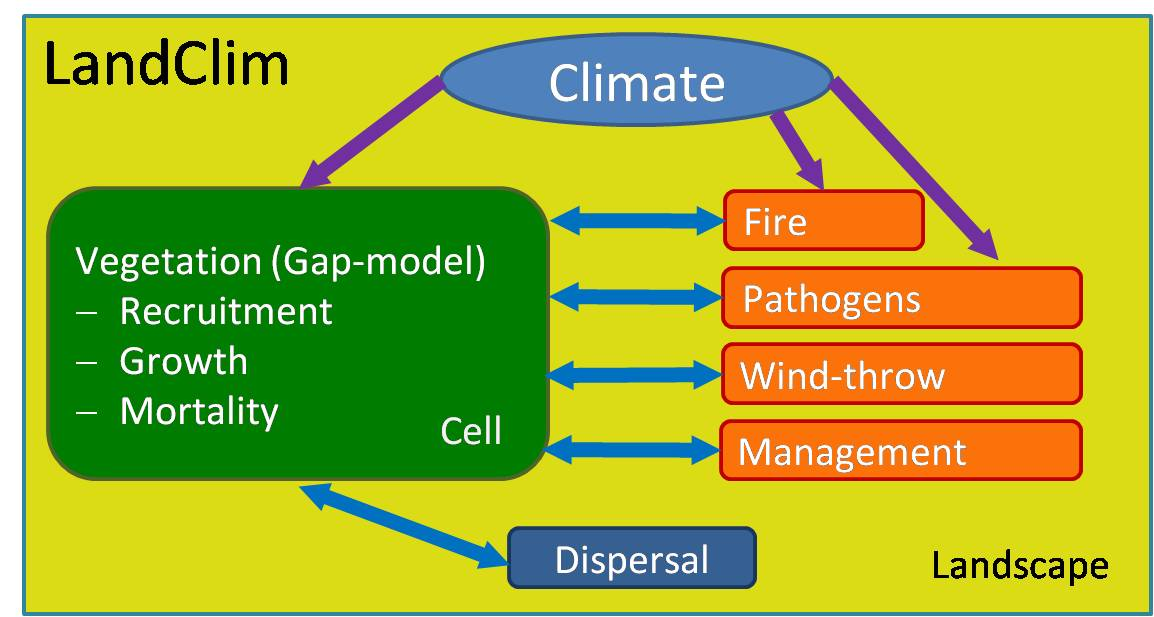 LandClim
Climate
Vegetation (Gap-model)
– Recruitment
– Growth
– Mortality
Cell
Fire
Pathogens
Wind-throw
Management
Dispersal
Landscape